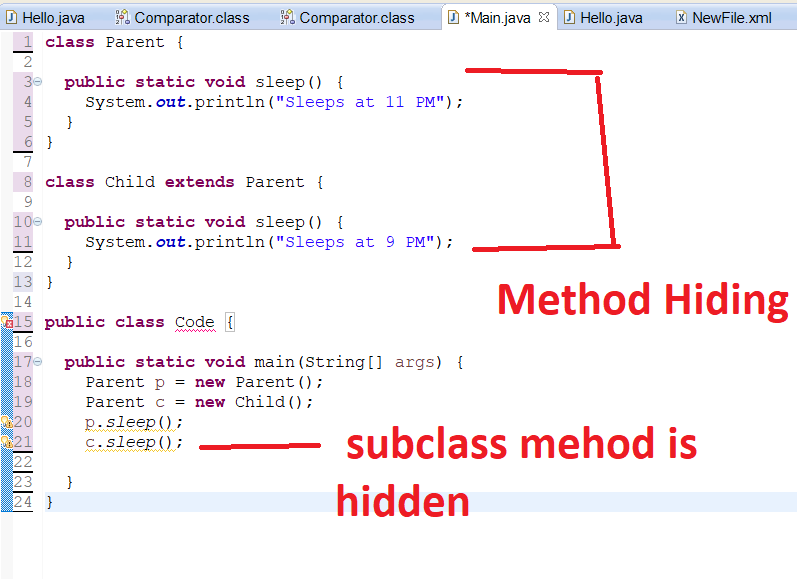 Hello.java Comparator.class Comparator.class *Main.java Hello.java NewFile.xml
1 class Parent {
2
3 public static void sleep() {
4 System.out.println("Sleeps at 11 PM");
5 }
6 }
7
8 class Child extends Parent {
9
10 public static void sleep() {
11 System.out.println("Sleeps at 9 PM");
12 }
13 }
14
Method Hiding
15 public class Code {
16
17 public static void main(String[] args) {
18 Parent p = new Parent();
19 Parent c = new Child();
20 p.sleep();
21 c.sleep();
subclass mehod is
hidden
22
23 }
24 }